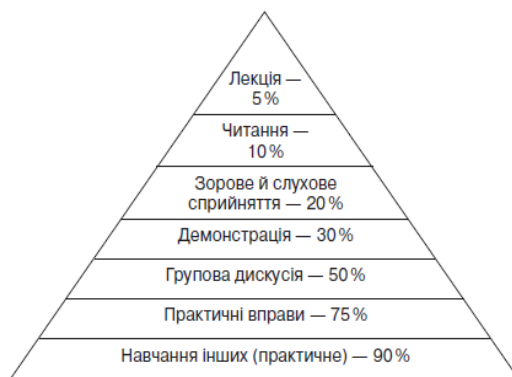 Лекція —
5 %
Читання —
10 %
Зорове й слухове
сприйняття — 20 %
Демонстрація — 30 %
Групова дискусія — 50 %
Практичні вправи — 75 %
Навчання інших (практичне) — 90 %